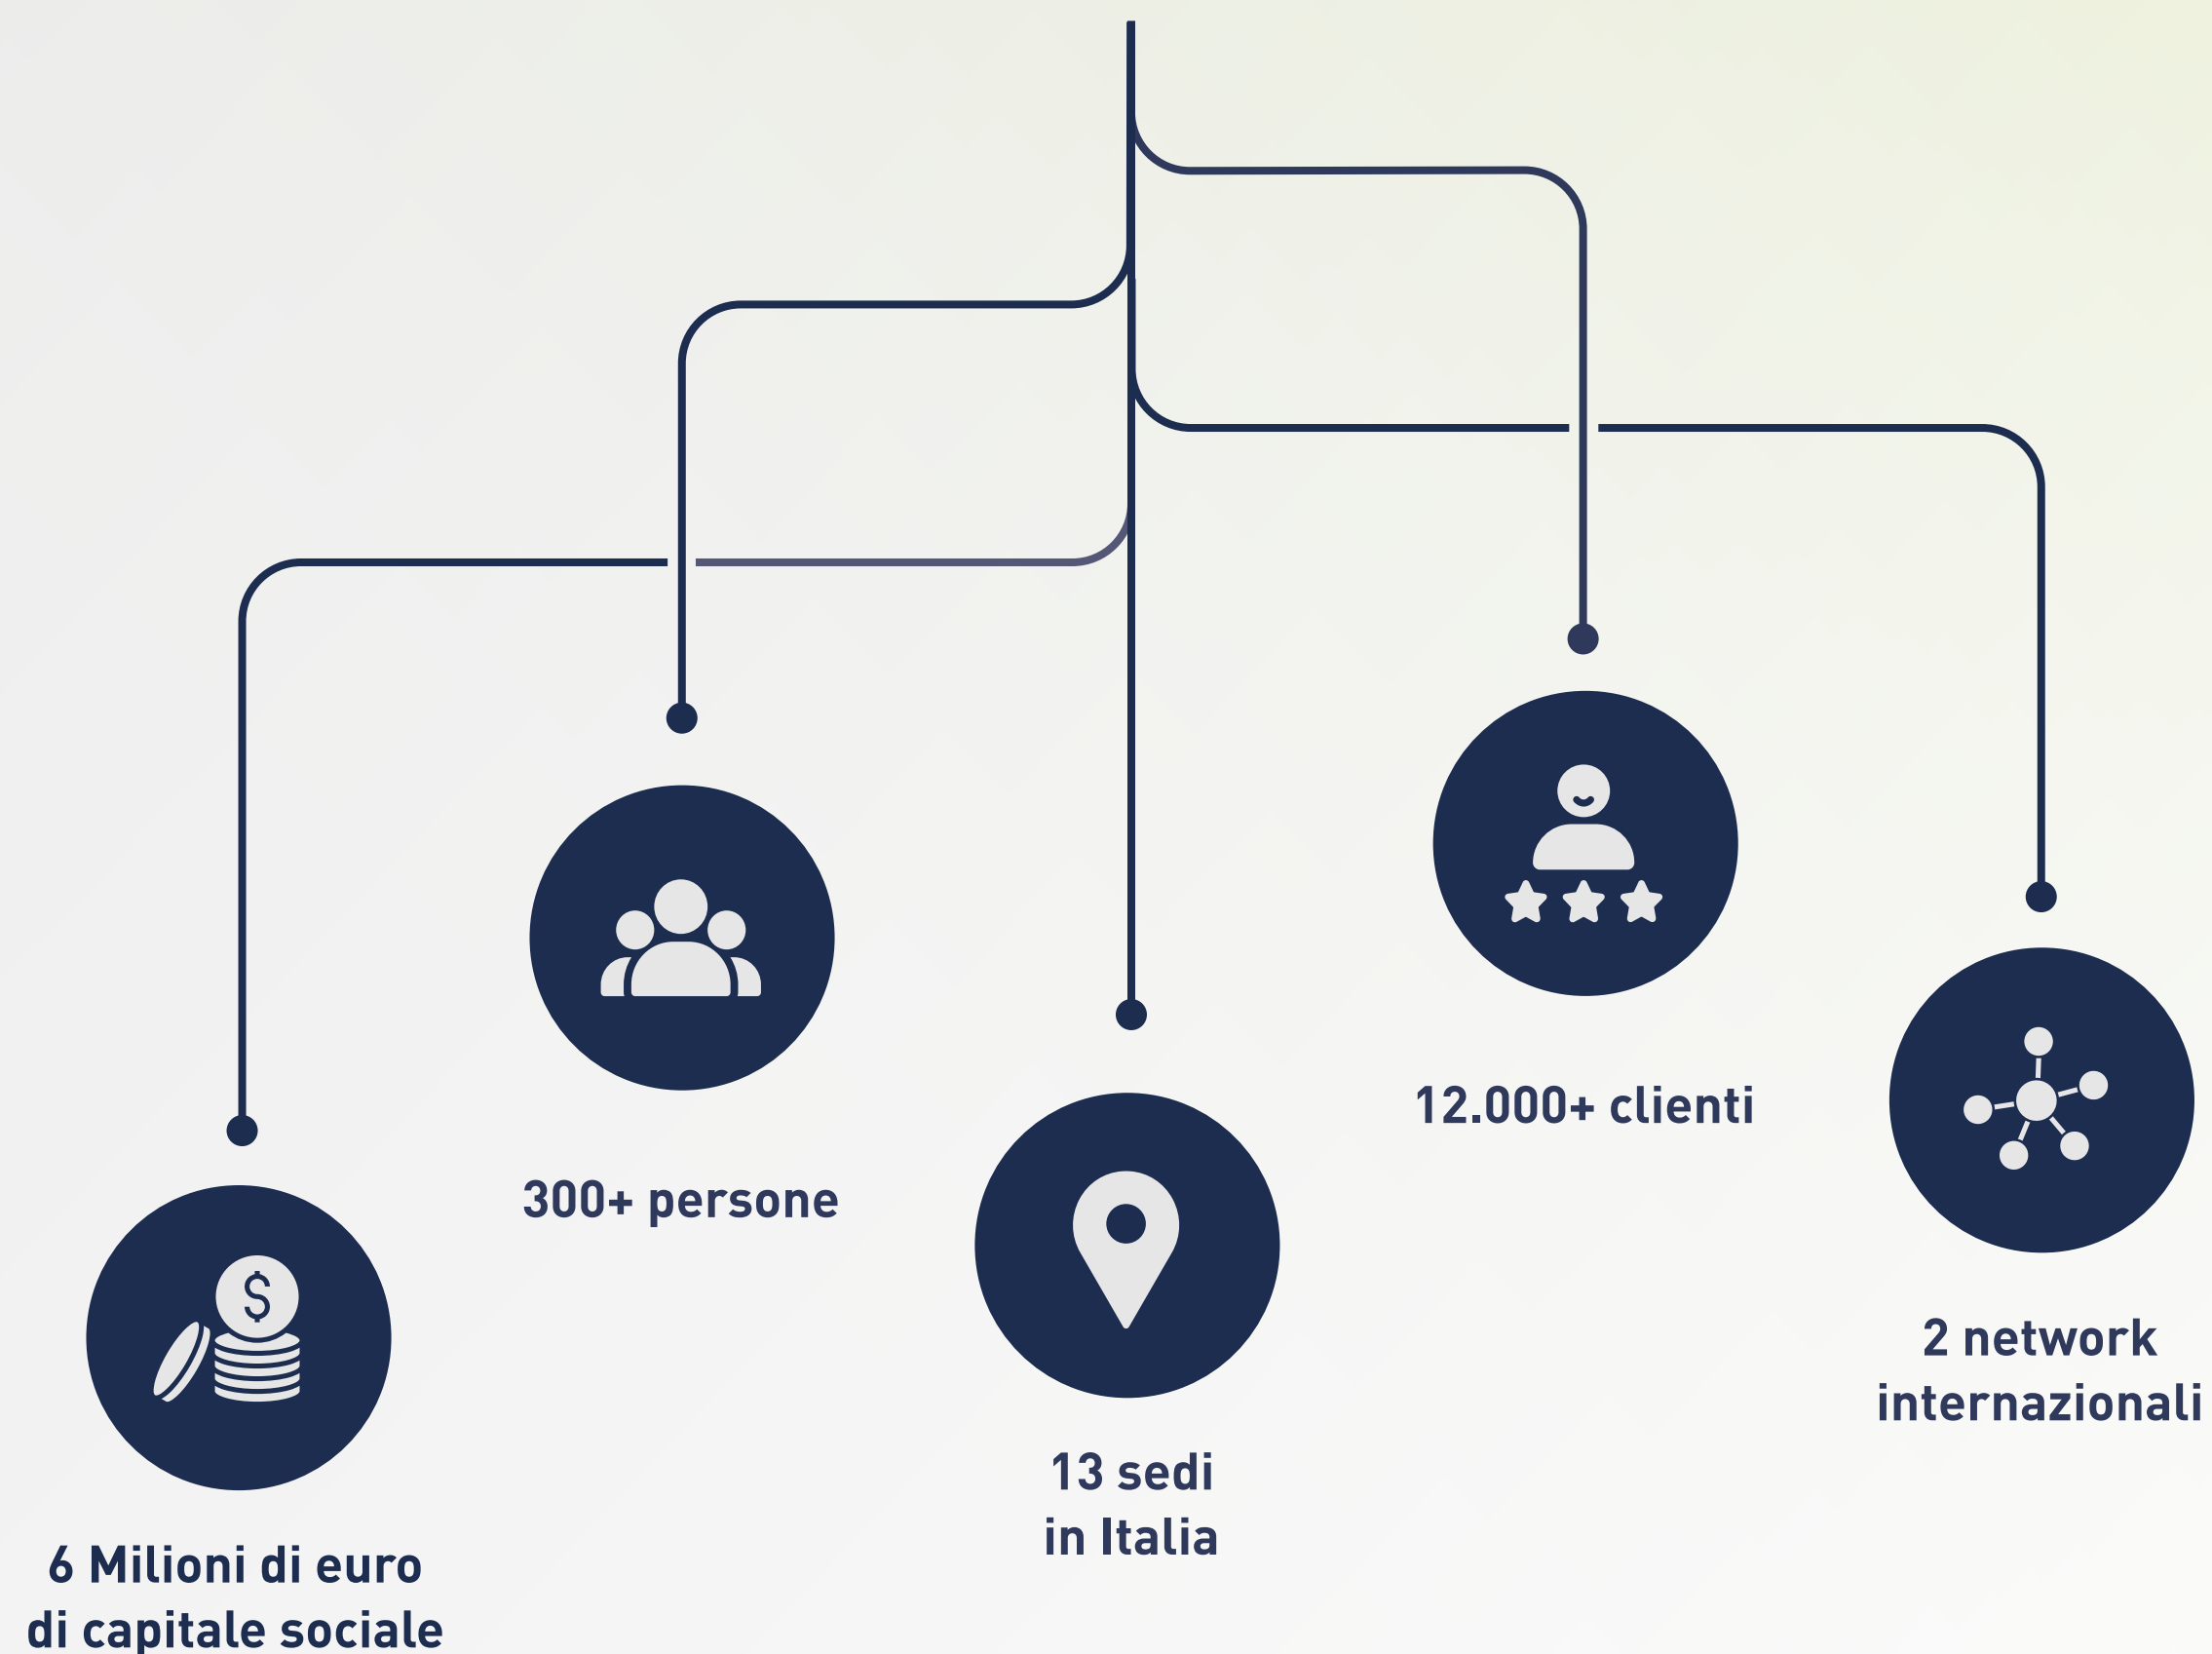 12.000+ clienti
300+ persone
2 network
internazionali
13 sedi
in Italia
6 Milioni di euro
di capitale sociale